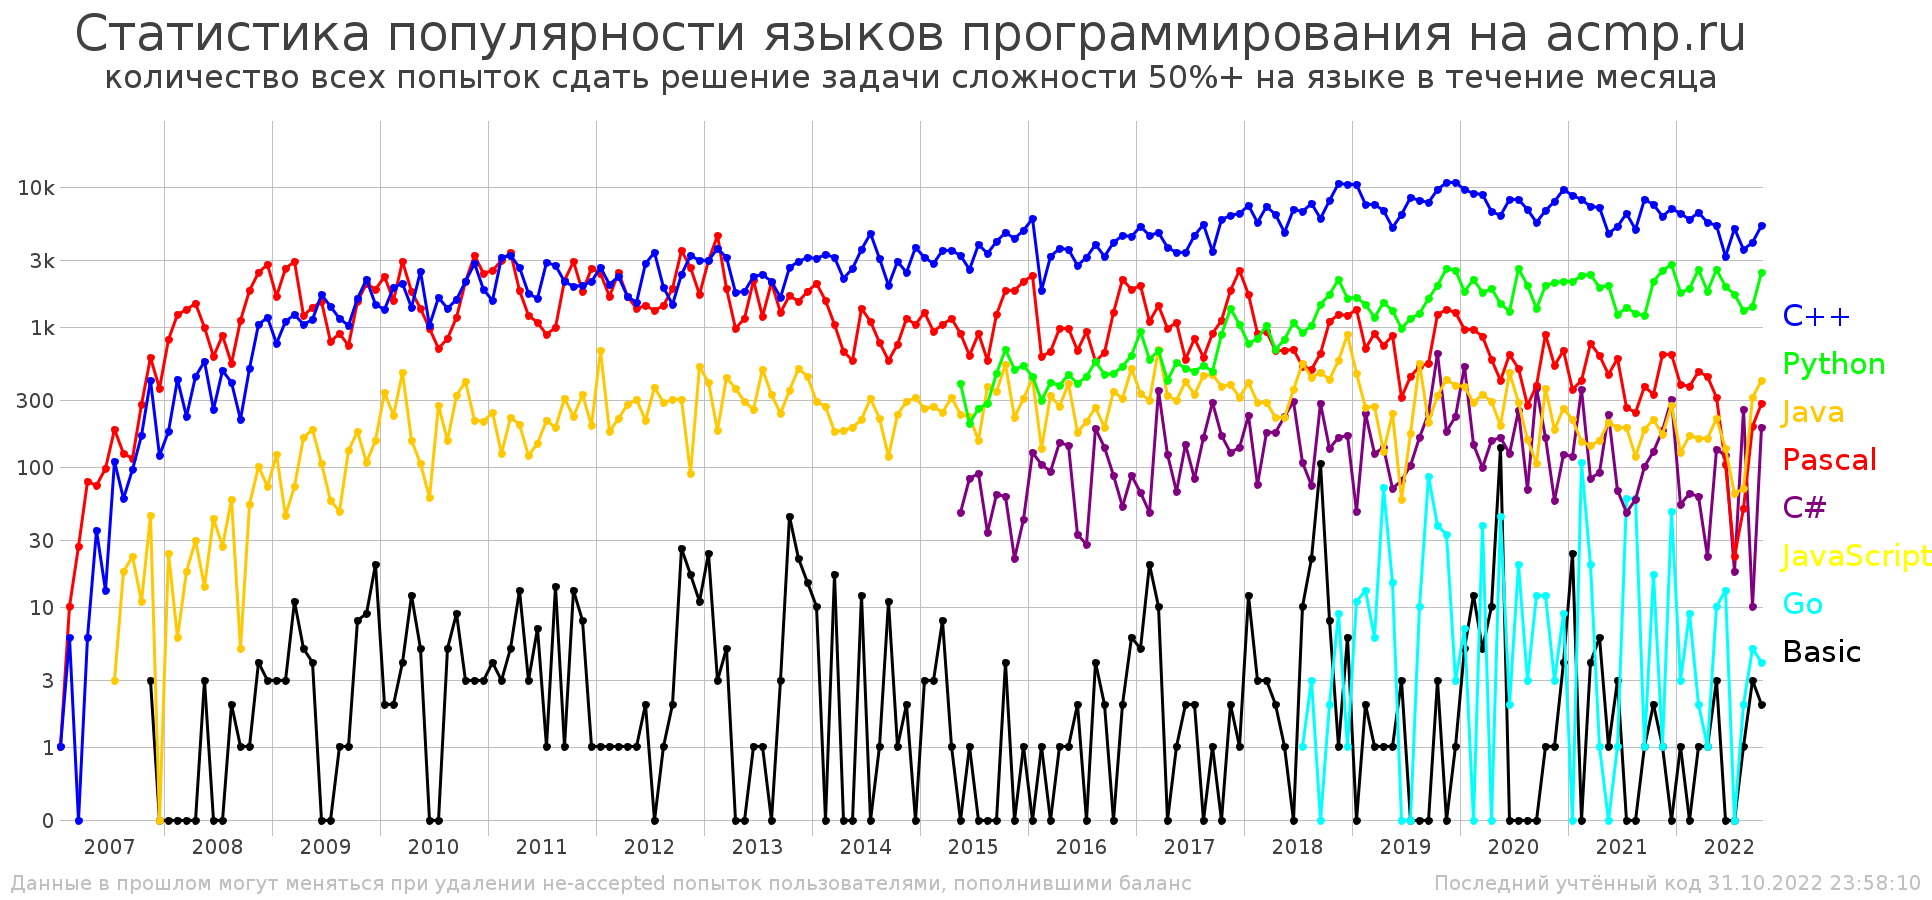 Статистика популярности языков программирования на acmp.ru
количество всех попыток сдать решение задачи сложности 50%+ на языке в течение месяца
10k
3k
1k
300
100
30
10
3
1
0
C++
Python
Java
Pascal
C#
JavaScript
Go
Basic
2007 2008 2009 2010 2011 2012 2013 2014 2015 2016 2017 2018 2019 2020 2021 2022
Данные в прошлом могут меняться при удалении не-accepted попыток пользователями, пополнившими баланс
Последний учтённый код 31.10.2022 23:58:10